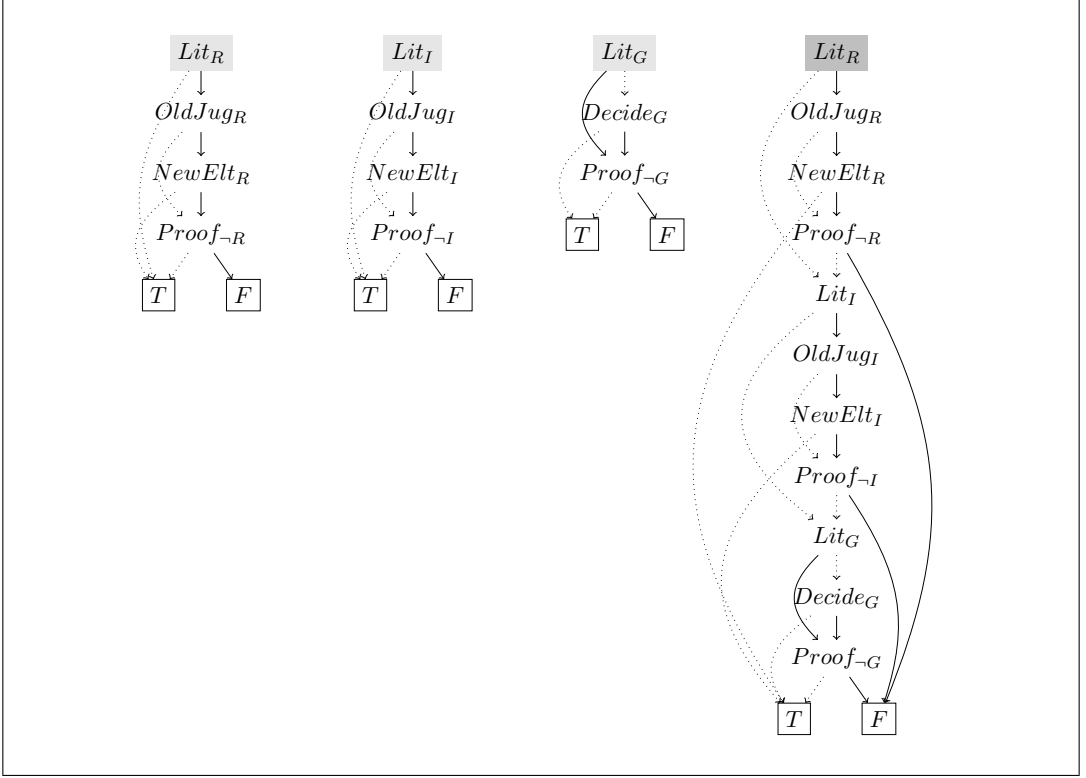 Lit_R Lit_I Lit_G Lit_R
OldJug_R OldJug_I Decide_G OldJug_R
NewElt_R NewElt_I Proof_¬G NewElt_R
Proof_¬R Proof_¬I T F Proof_¬R
T F T F Lit_I
OldJug_I
NewElt_I
Proof_¬I
Lit_G
Decide_G
Proof_¬G
T F